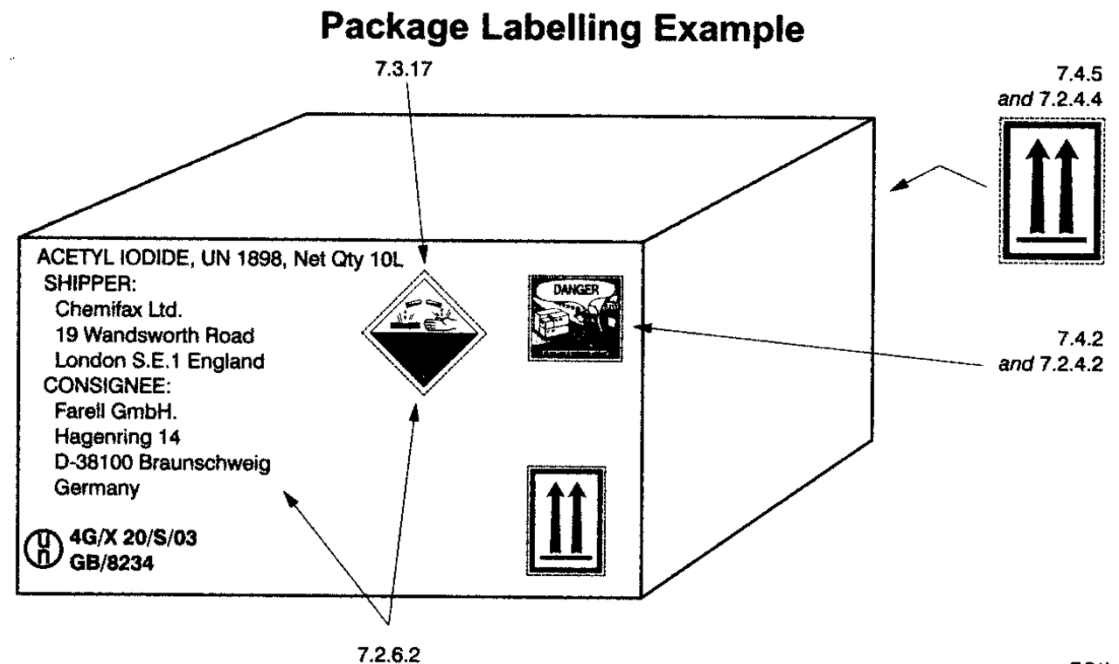 Package Labelling Example
7.3.17
7.4.5
and 7.2.4.4
ACETYL IODIDE, UN 1898, Net Qty 10L
SHIPPER:
Chemifax Ltd.
19 Wandsworth Road
London S.E.1 England
CONSIGNEE:
Farell GmbH.
Hagenring 14
D-38100 Braunschweig
Germany
DANGER
7.4.2
and 7.2.4.2
un
4G/X 20/S/03
GB/8234
7.2.6.2